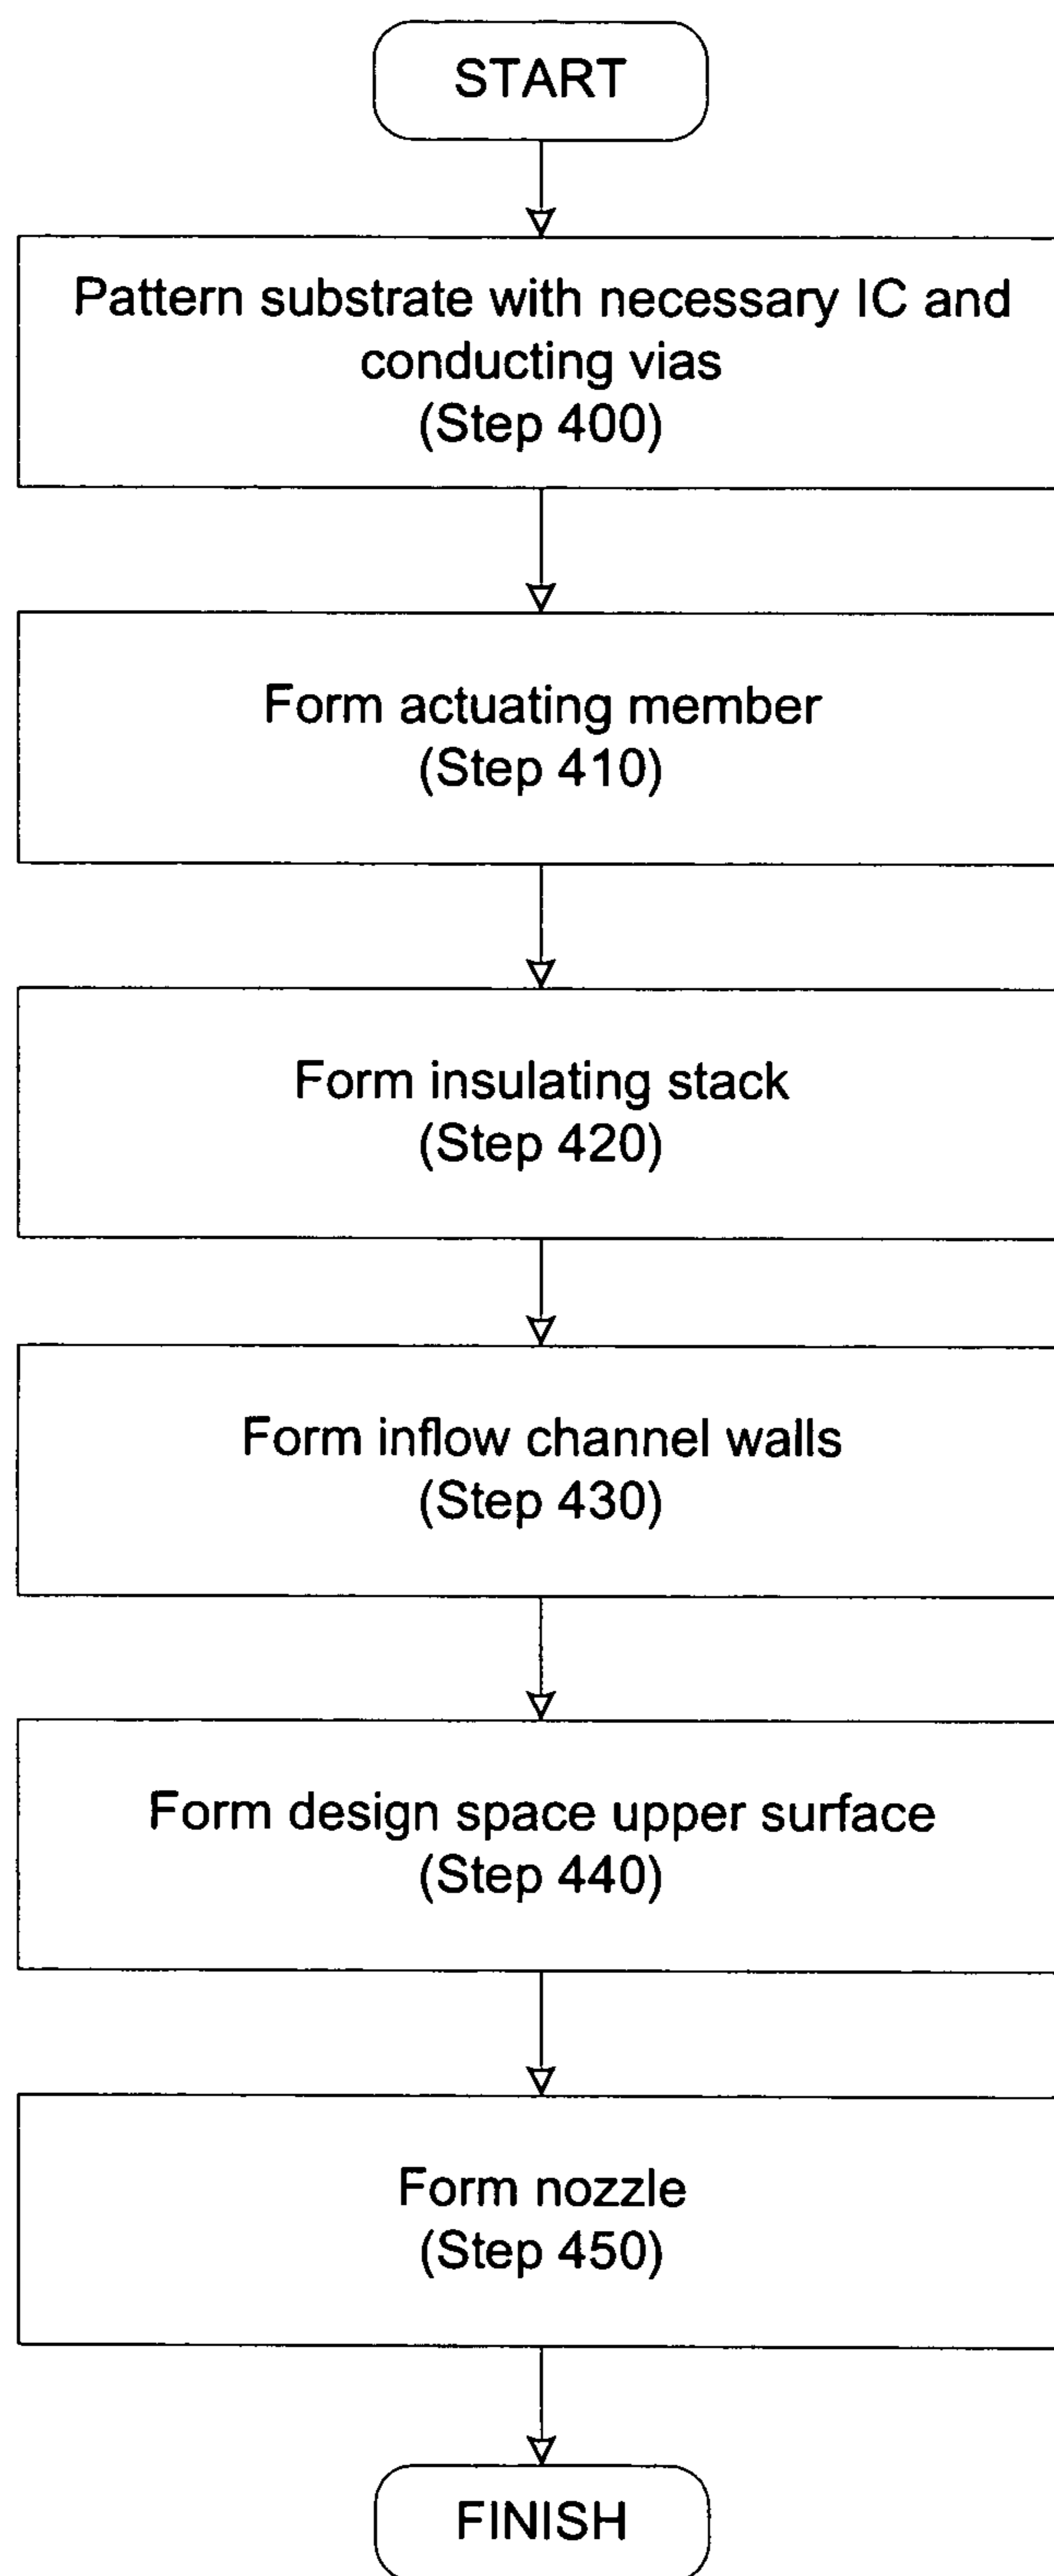 START
Pattern substrate with necessary IC and
conducting vias
(Step 400)
Form actuating member
(Step 410)
Form insulating stack
(Step 420)
Form inflow channel walls
(Step 430)
Form design space upper surface
(Step 440)
Form nozzle
(Step 450)
FINISH